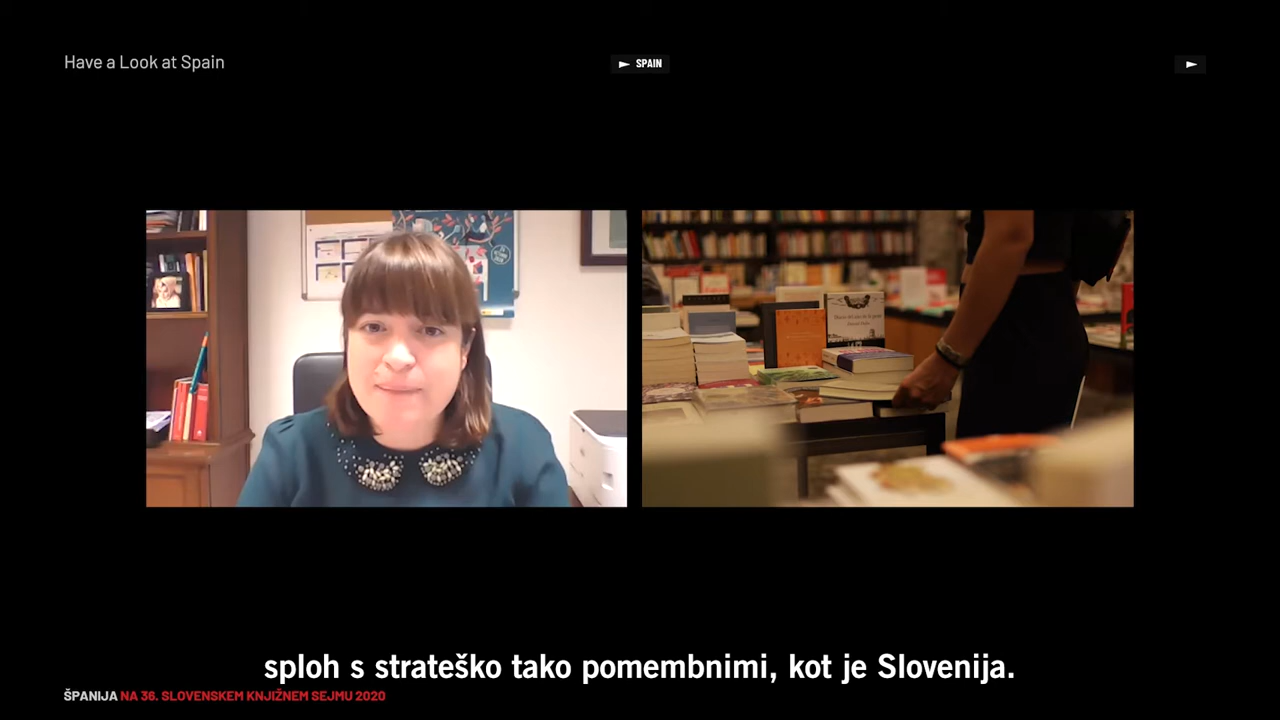 Have a Look at Spain
SPAIN
sploh s strateško tako pomembnimi, kot je Slovenija.
ŠPANIJA NA 36. SLOVENSKEM KNJIŽNEM SEJMU 2020